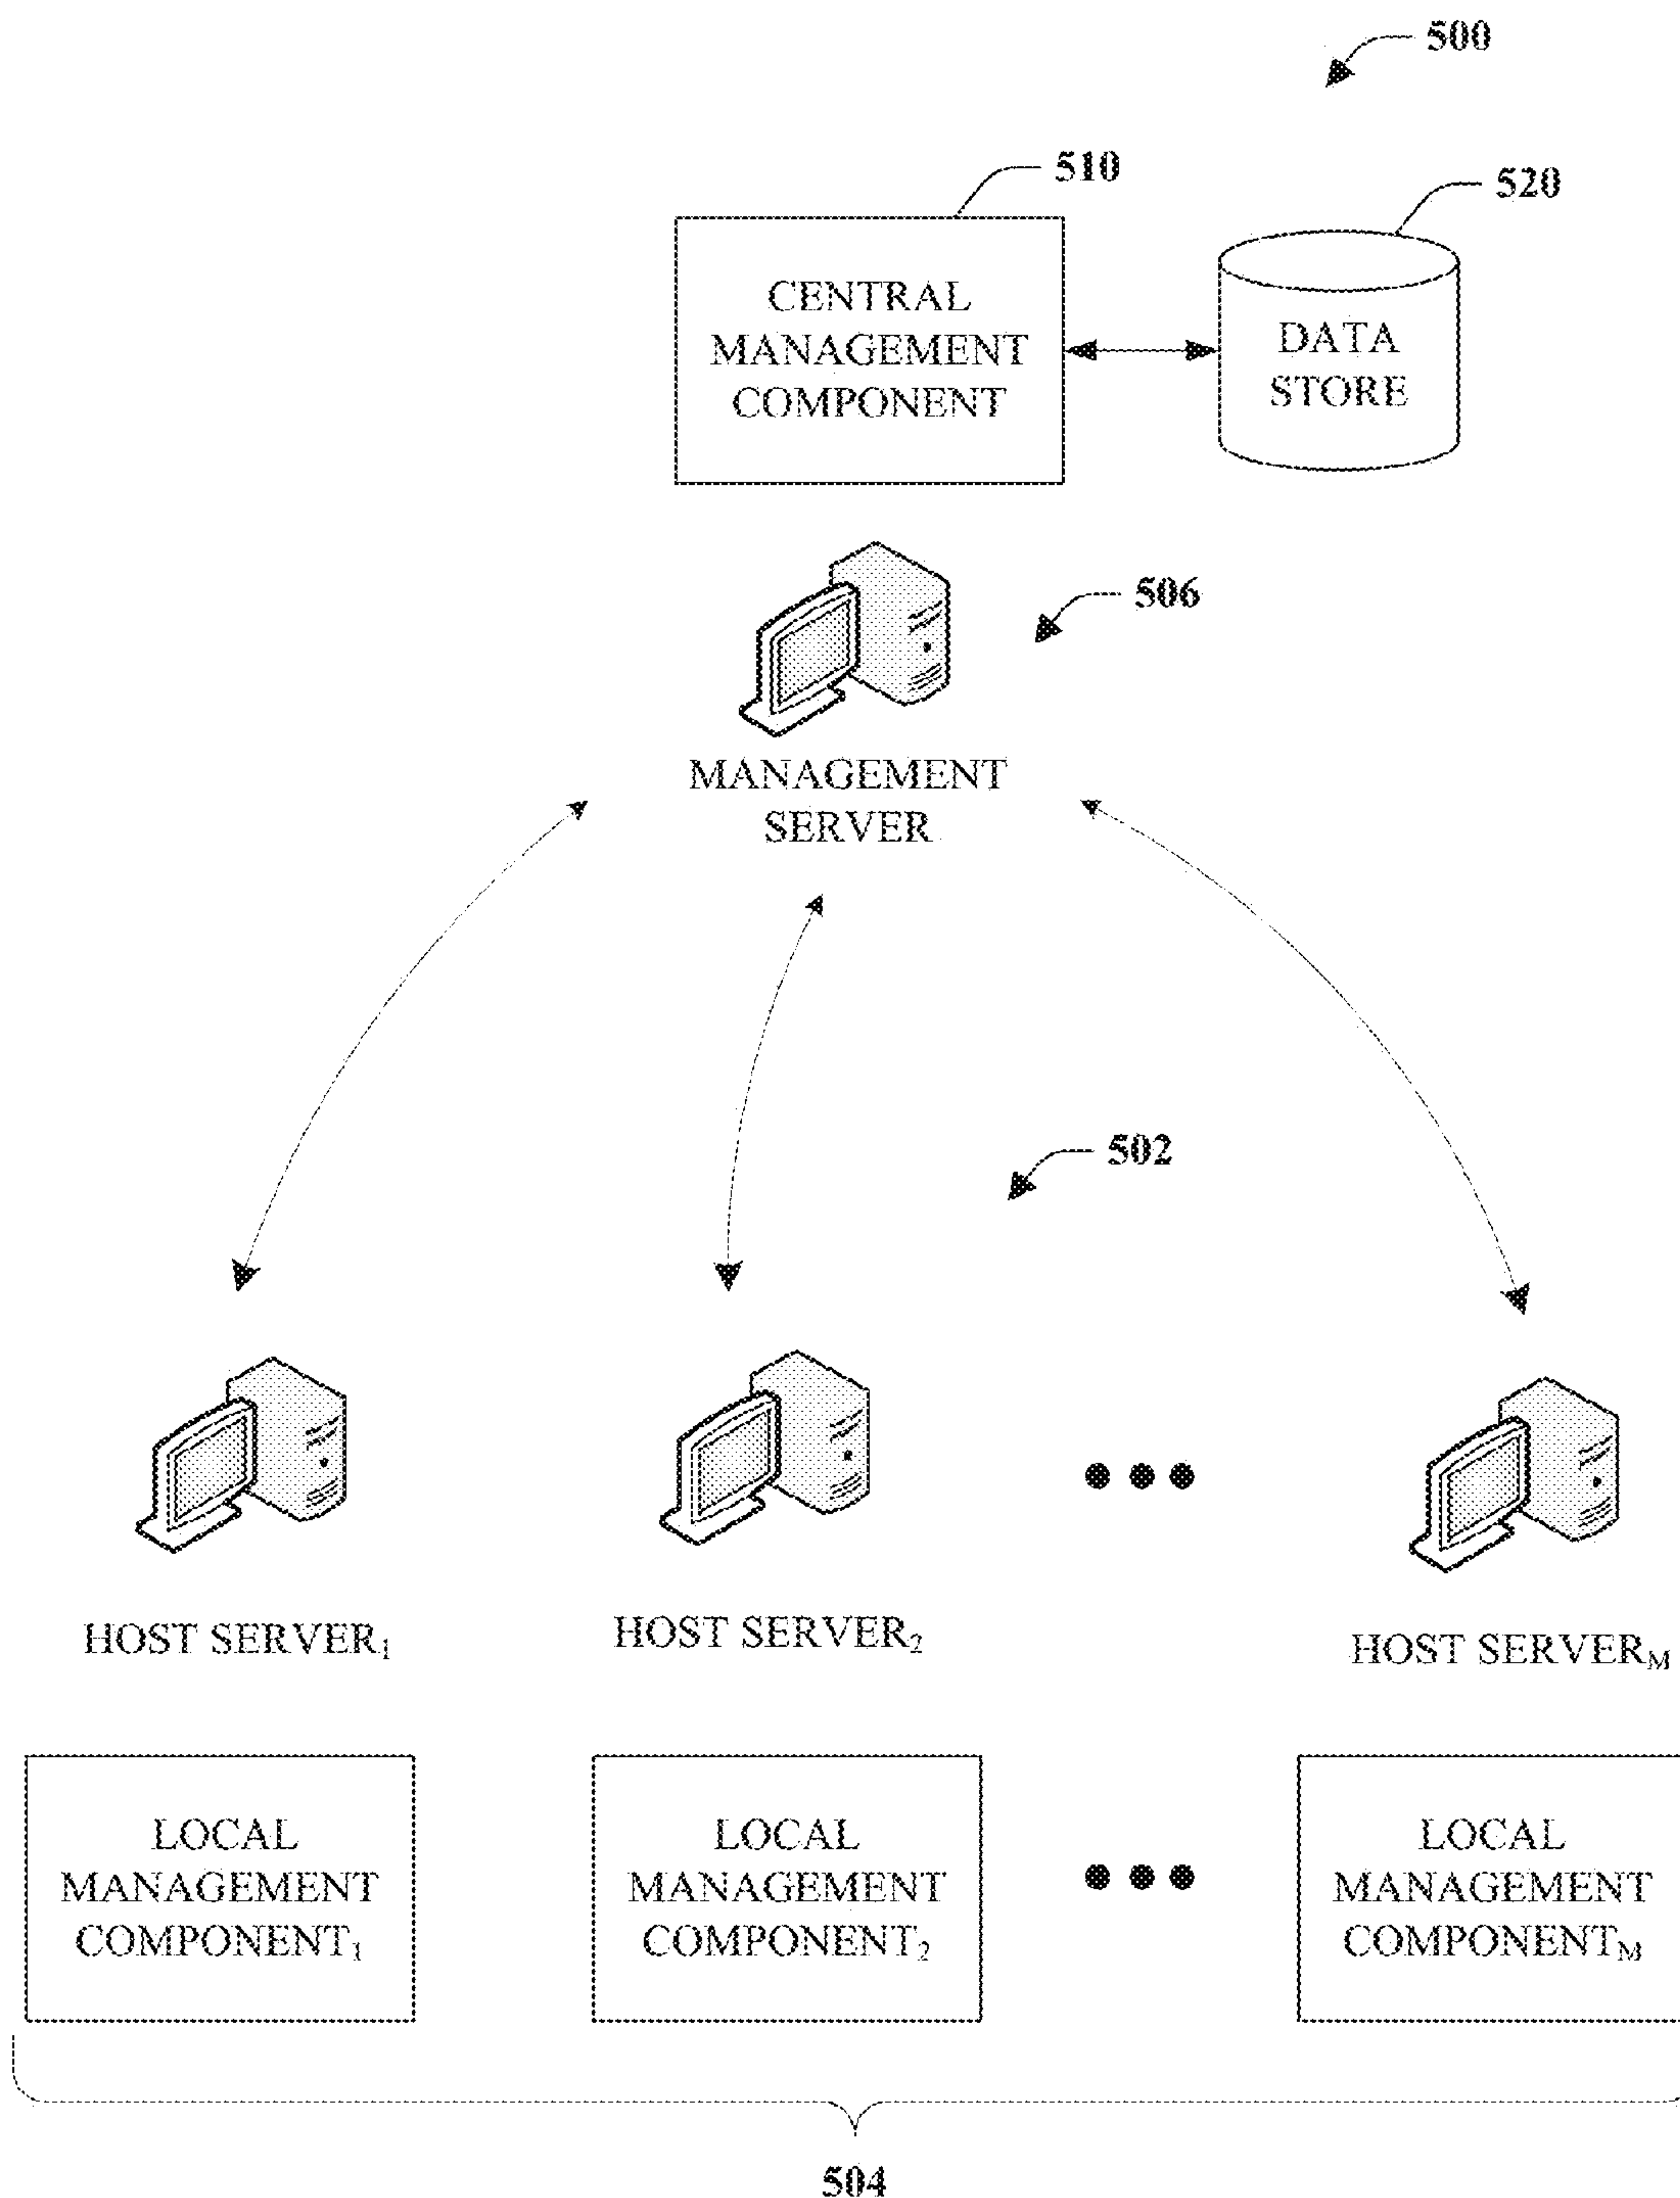 500
510
520
CENTRAL
MANAGEMENT
COMPONENT
DATA
STORE
506
MANAGEMENT
SERVER
502
HOST SERVER₁
HOST SERVER₂
HOST SERVERM
LOCAL
MANAGEMENT
COMPONENT₁
LOCAL
MANAGEMENT
COMPONENT₂
LOCAL
MANAGEMENT
COMPONENTM
504